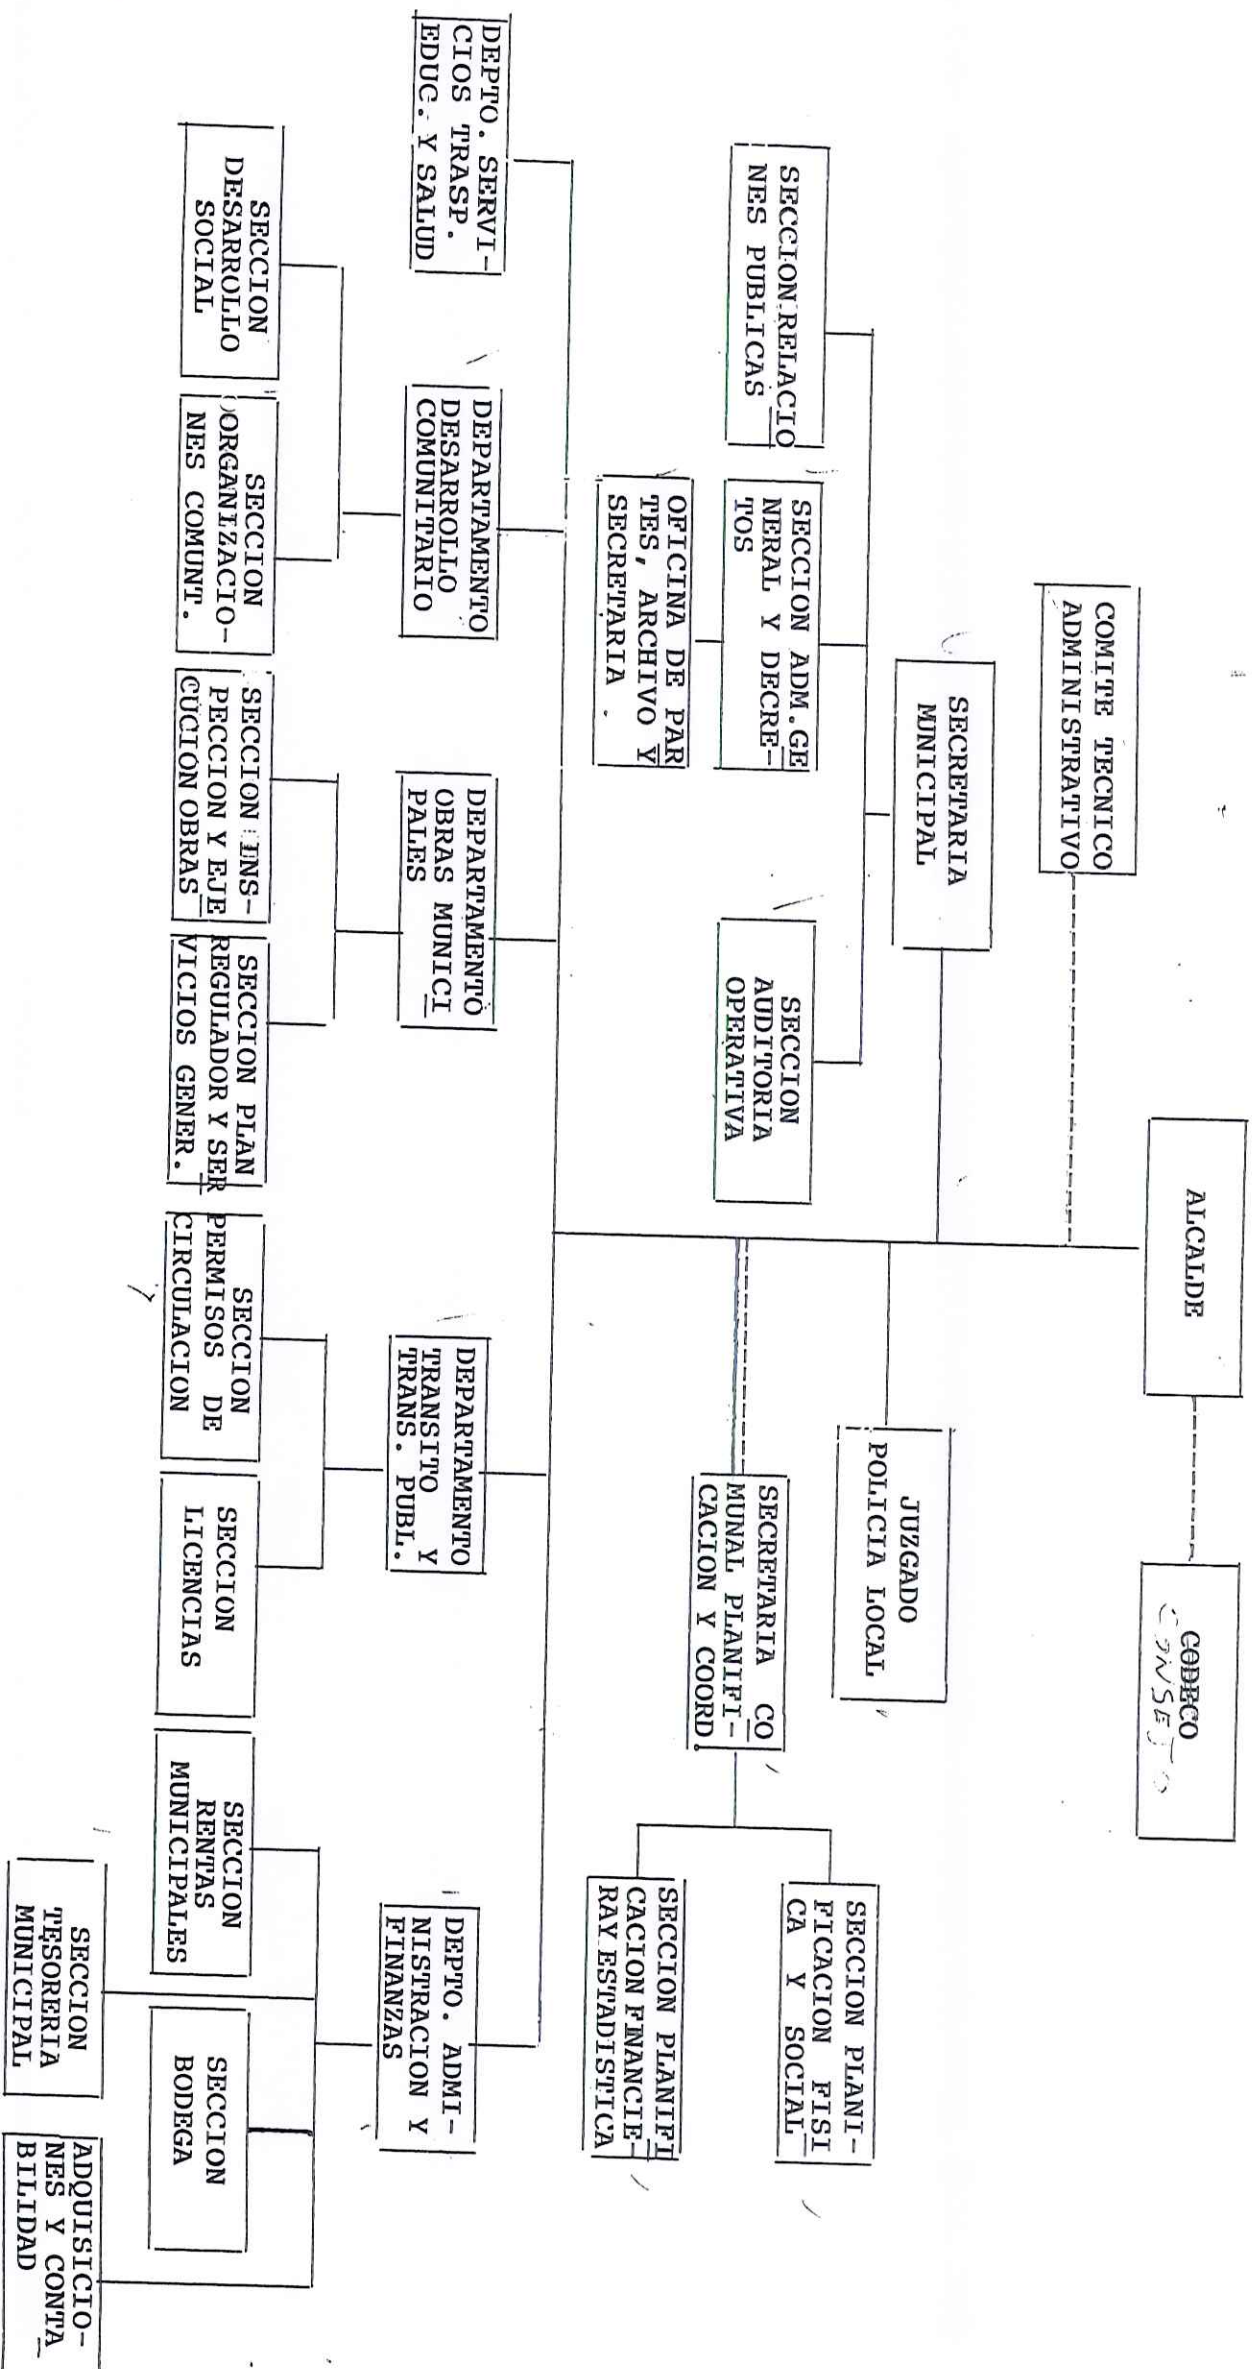 ALCALDE
CODECO
CONSEJO
COMITE TECNICO
ADMINISTRATIVO
SECRETARIA
MUNICIPAL
JUZGADO
POLICIA LOCAL
SECCION RELACIO
NES PUBLICAS
SECCION ADM.GE
NERAL Y DECRE-
TOS
SECCION
AUDITORIA
OPERATIVA
OFICINA DE PAR
TES, ARCHIVO Y
SECRETARIA .
SECRETARIA CO
MUNAL PLANIFI-
CACION Y COORD
SECCION PLANI-
FICACION FISI
CA Y SOCIAL
SECCION PLANIFI
CACION FINANCIE-
RAY ESTADISTICA
DEPTO. SERVI-
CIOS TRASP.
EDUC. Y SALUD
DEPARTAMENTO
DESARROLLO
COMUNITARIO
DEPARTAMENTO
OBRAS MUNICI
PALES
DEPARTAMENTO
TRANSITO Y
TRANS. PUBL.
DEPTO. ADMI-
NISTRACION Y
FINANZAS
SECCION
DESARROLLO
SOCIAL
SECCION
ORGANIZACIO-
NES COMUNT.
SECCION INS-
PECCION Y EJE
CUCIÓN OBRAS
SECCION PLAN
REGULADOR Y SER
VICIOS GENER.
SECCION
PERMISOS DE
CIRCULACION
SECCION
LICENCIAS
SECCION
RENTAS
MUNICIPALES
SECCION
BODEGA
SECCION
TESORERIA
MUNICIPAL
ADQUISICIO-
NES Y CONTA
BILIDAD